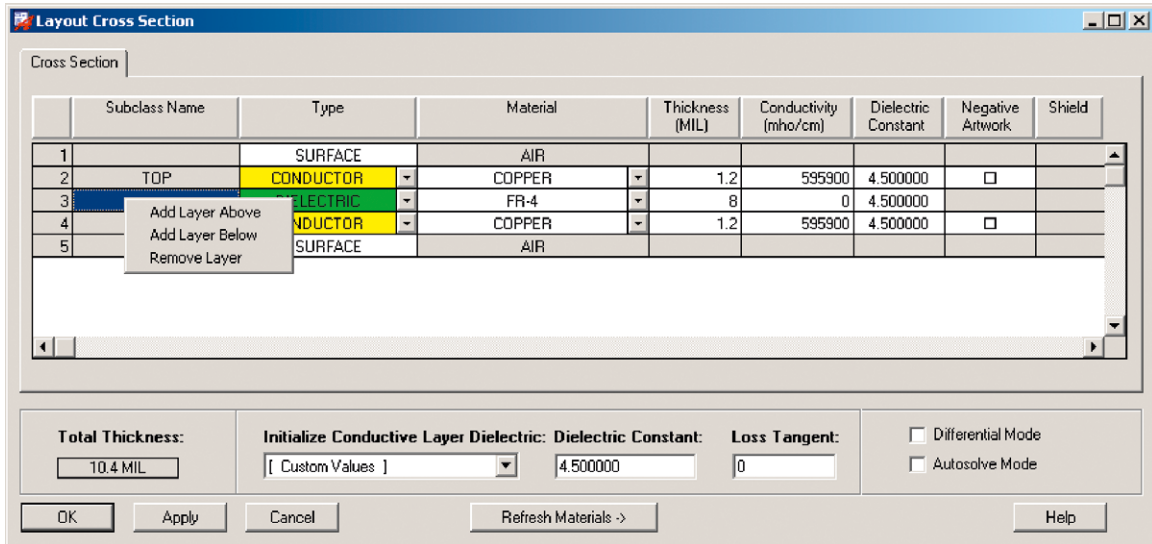 Layout Cross Section
Cross Section
Subclass Name Type Material Thickness (MIL) Conductivity (mho/cm) Dielectric Constant Negative Artwork Shield
1 SURFACE AIR
2 TOP CONDUCTOR COPPER 1.2 595900 4.500000
3 ELECTRIC FR-4 8 0 4.500000
4 NDUCTOR COPPER 1.2 595900 4.500000
5 SURFACE AIR
Add Layer Above
Add Layer Below
Remove Layer
Total Thickness: Initialize Conductive Layer Dielectric: Dielectric Constant: Loss Tangent:
10.4 MIL [ Custom Values ] 4.500000 0
Differential Mode
Autosolve Mode
OK Apply Cancel Refresh Materials -> Help